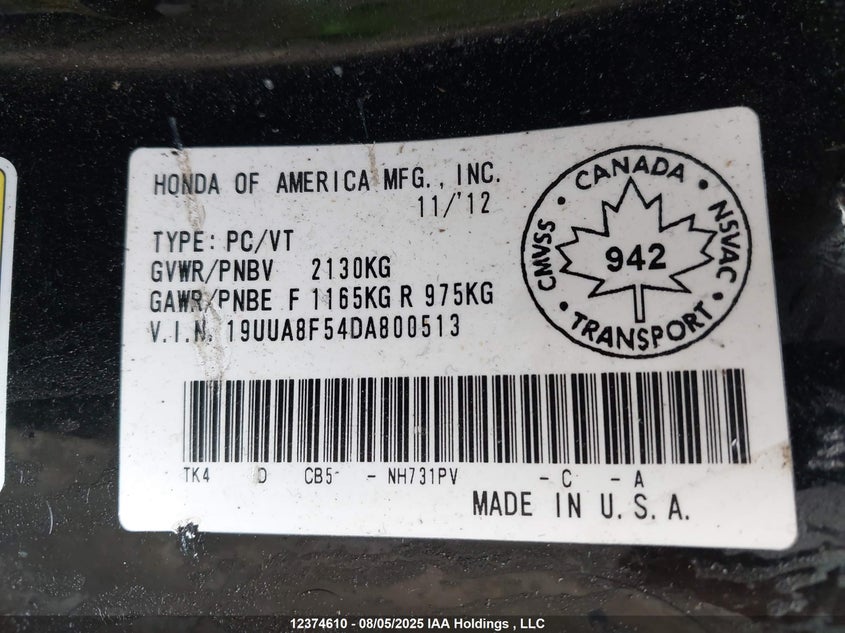 HONDA OF AMERICA MFG., INC.
11/'12
TYPE: PC/VT
GVWR/PNBV 2130KG
GAWR/PNBE F 1165KG R 975KG
V.I.N. 19UUA8F54DA800513
CANADA
CMVSS
NSVAC
942
TRANSPORT
TK4 D CB5- - NH731PV - C - A
MADE IN U.S.A.
12374610 - 08/05/2025 IAA Holdings , LLC